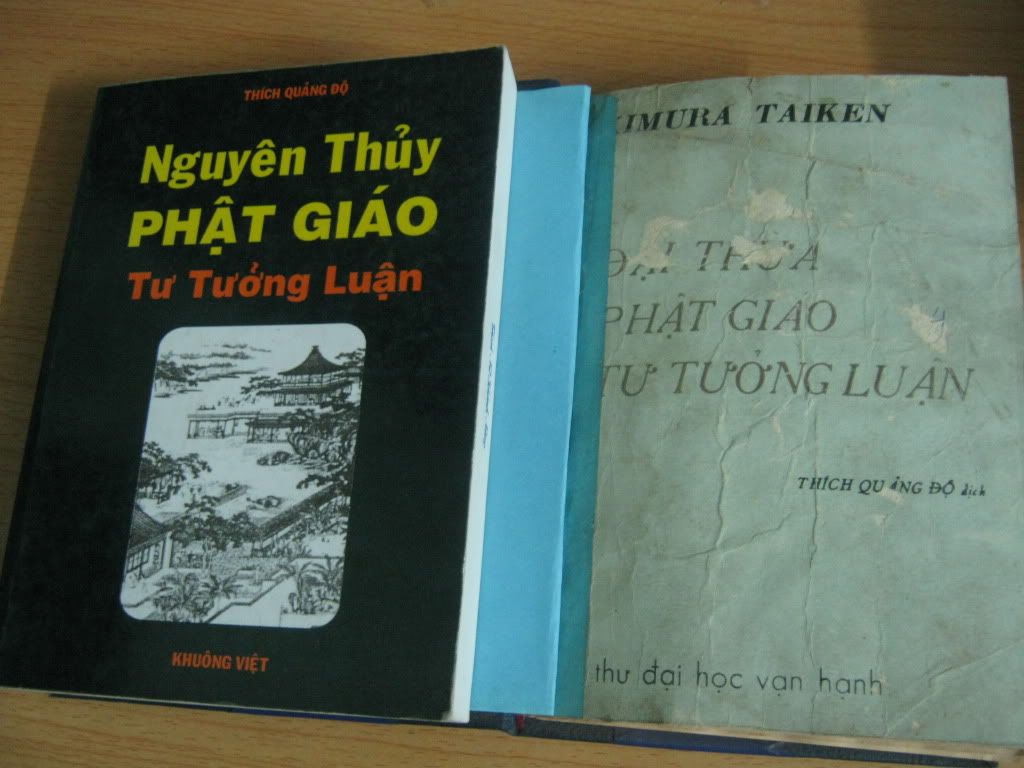 THÍCH QUẢNG ĐỘ
Nguyên Thủy
PHẬT GIÁO
Tư Tưởng Luận
KHUÔNG VIỆT
KIMURA TAIKEN
ĐẠI THỪA
PHẬT GIÁO
TƯ TƯỞNG LUẬN
THÍCH QUẢNG ĐỘ dịch
thư đại học vạn hạnh